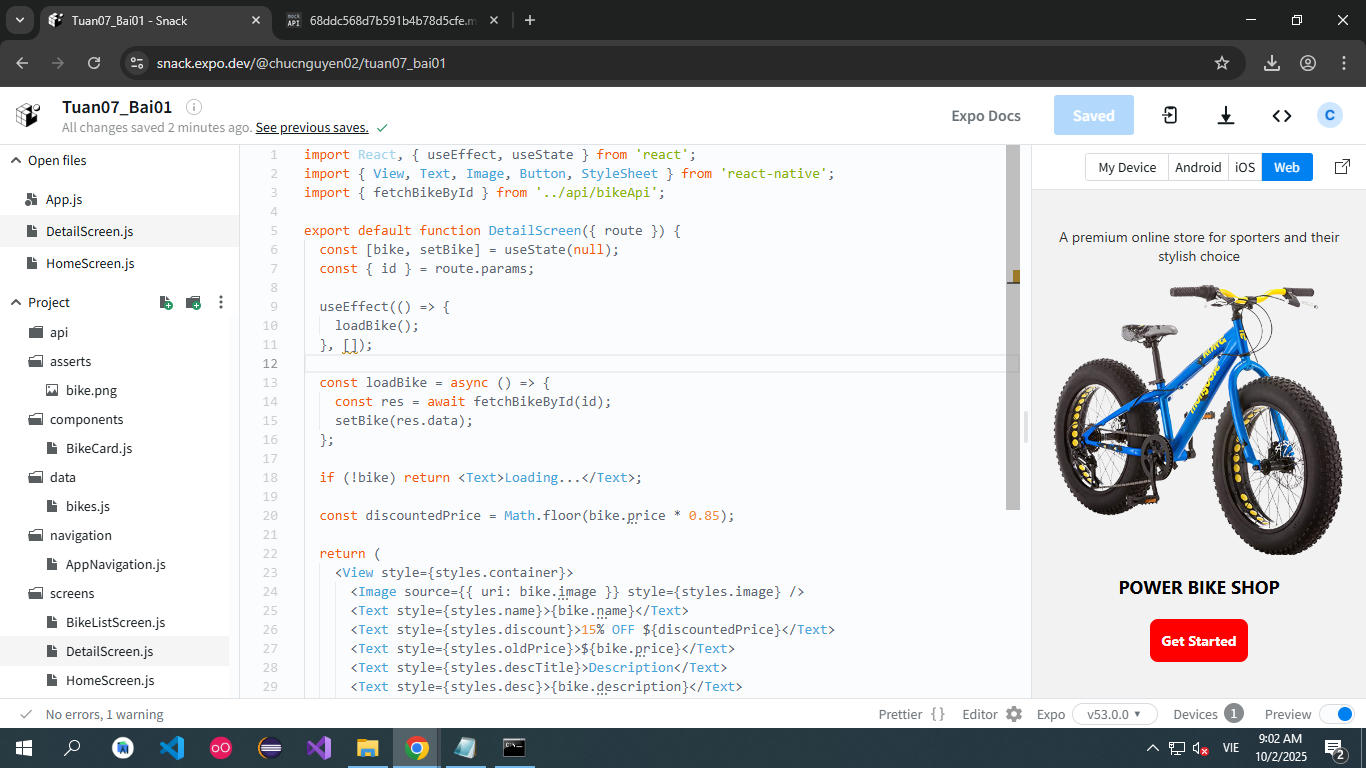 Tuan07_Bai01 - Snack
mock API
68ddc568d7b591b4b78d5cfe.m
snack.expo.dev/@chucnguyen02/tuan07_bai01
Tuan07_Bai01
All changes saved 2 minutes ago. See previous saves.
Expo Docs
Saved
C
Open files
App.js
DetailScreen.js
HomeScreen.js
Project
api
asserts
bike.png
components
BikeCard.js
data
bikes.js
navigation
AppNavigation.js
screens
BikeListScreen.js
DetailScreen.js
HomeScreen.js
1 import React, { useEffect, useState } from 'react';
2 import { View, Text, Image, Button, StyleSheet } from 'react-native';
3 import { fetchBikeById } from '../api/bikeApi';
4
5 export default function DetailScreen({ route }) {
6 const [bike, setBike] = useState(null);
7 const { id } = route.params;
8
9 useEffect(() => {
10 loadBike();
11 }, []);
12
13 const loadBike = async () => {
14 const res = await fetchBikeById(id);
15 setBike(res.data);
16 };
17
18 if (!bike) return <Text>Loading...</Text>;
19
20 const discountedPrice = Math.floor(bike.price * 0.85);
21
22 return (
23 <View style={styles.container}>
24 <Image source={{ uri: bike.image }} style={styles.image} />
25 <Text style={styles.name}>{bike.name}</Text>
26 <Text style={styles.discount}>15% OFF ${discountedPrice}</Text>
27 <Text style={styles.oldPrice}>${bike.price}</Text>
28 <Text style={styles.descTitle}>Description</Text>
29 <Text style={styles.desc}>{bike.description}</Text>
My Device
Android
iOS
Web
A premium online store for sporters and their
stylish choice
mongoose
POWER BIKE SHOP
Get Started
No errors, 1 warning
Prettier {}
Editor
Expo
v53.0.0
Devices 1
Preview
VIE
9:02 AM
10/2/2025
2